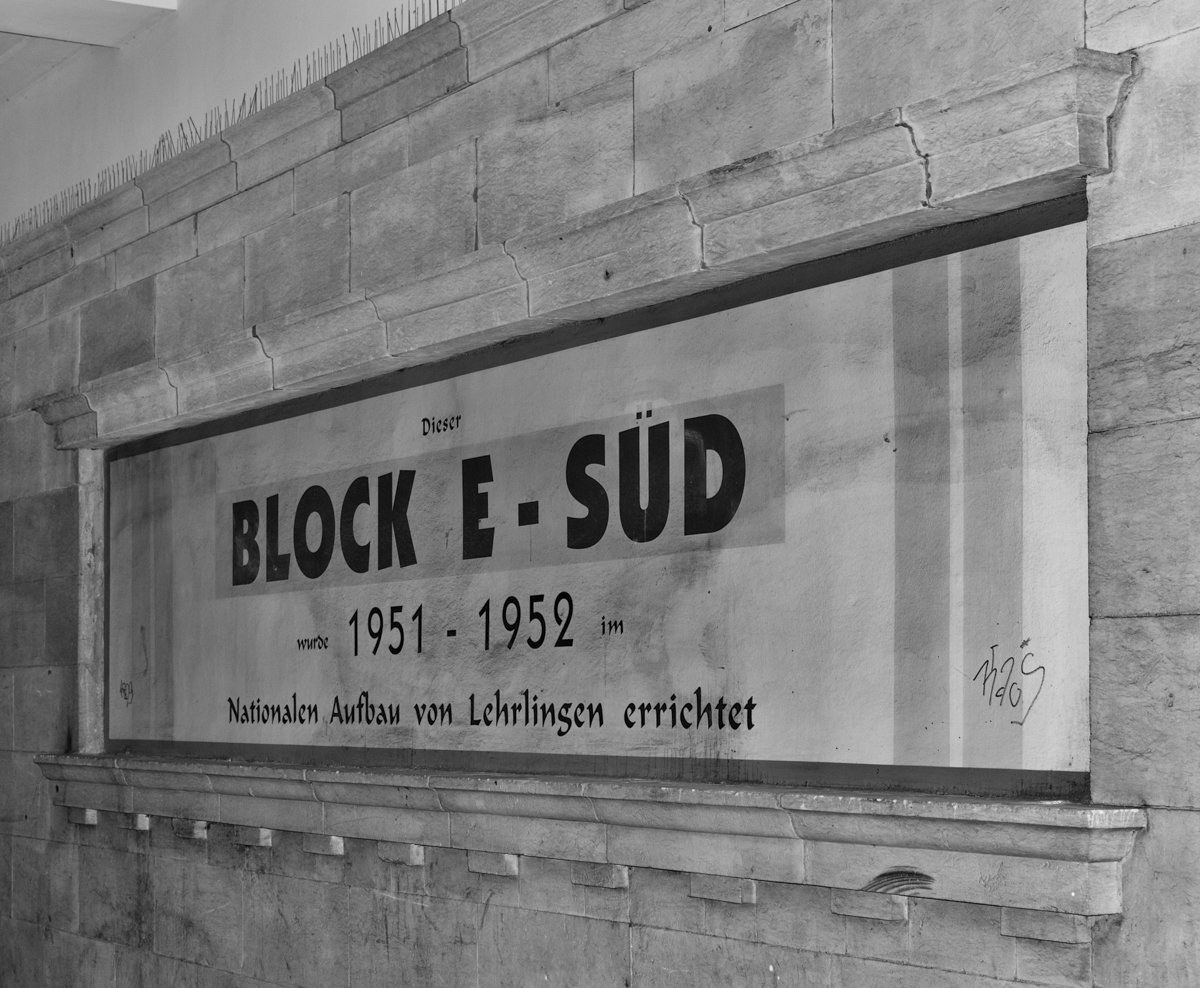 Dieser
BLOCK E - SÜD
wurde 1951 - 1952 im
Nationalen Aufbau von Lehrlingen errichtet